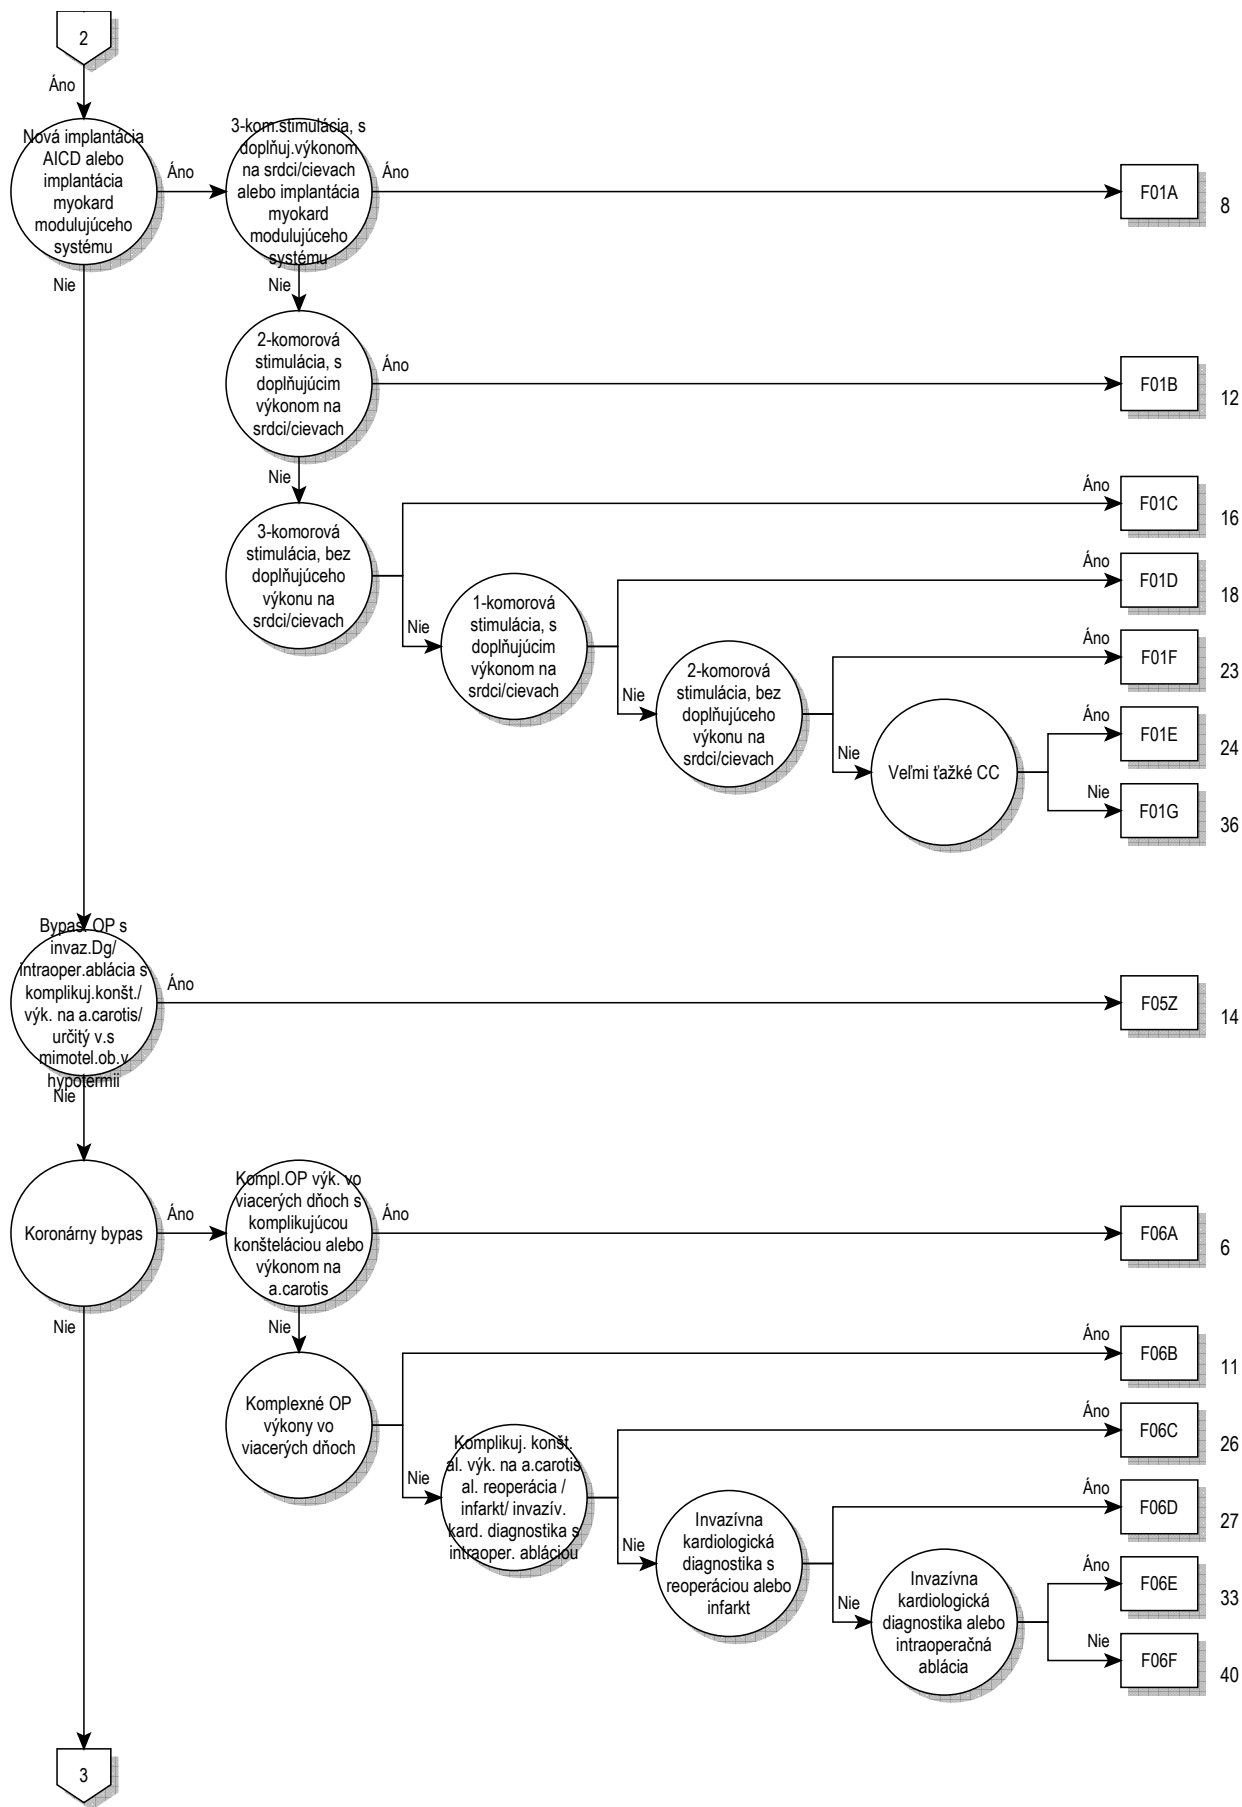 2
Áno
Nová implantácia
AICD alebo
implantácia
myokard
modulujúceho
systému
Áno
3-kom.stimulácia, s
doplňuj.výkonom
na srdci/cievach
alebo implantácia
myokard
modulujúceho
systému
Áno
F01A
8
Nie
Nie
2-komorová
stimulácia, s
doplňujúcim
výkonom na
srdci/cievach
Áno
F01B
12
Nie
3-komorová
stimulácia, bez
doplňujúceho
výkonu na
srdci/cievach
Áno
F01C
16
Nie
1-komorová
stimulácia, s
doplňujúcim
výkonom na
srdci/cievach
Áno
F01D
18
Nie
2-komorová
stimulácia, bez
doplňujúceho
výkonu na
srdci/cievach
Áno
F01F
23
Nie
Veľmi ťažké CC
Áno
F01E
24
Nie
F01G
36
Bypas. OP s
invaz.Dg/
intraoper.ablácia s
komplikuj.konšt./
výk. na a.carotis/
určitý v.s
mimotel.ob.v
hypotermii
Áno
F05Z
14
Nie
Koronárny bypas
Áno
Kompl.OP výk. vo
viacerých dňoch s
komplikujúcou
konšteláciou alebo
výkonom na
a.carotis
Áno
F06A
6
Nie
Nie
Komplexné OP
výkony vo
viacerých dňoch
Áno
F06B
11
Nie
Komplikuj. konšt.
al. výk. na a.carotis
al. reoperácia /
infarkt/ invazív.
kard. diagnostika s
intraoper. abláciou
Áno
F06C
26
Nie
Invazívna
kardiologická
diagnostika s
reoperáciou alebo
infarkt
Áno
F06D
27
Nie
Invazívna
kardiologická
diagnostika alebo
intraoperačná
ablácia
Áno
F06E
33
Nie
F06F
40
3